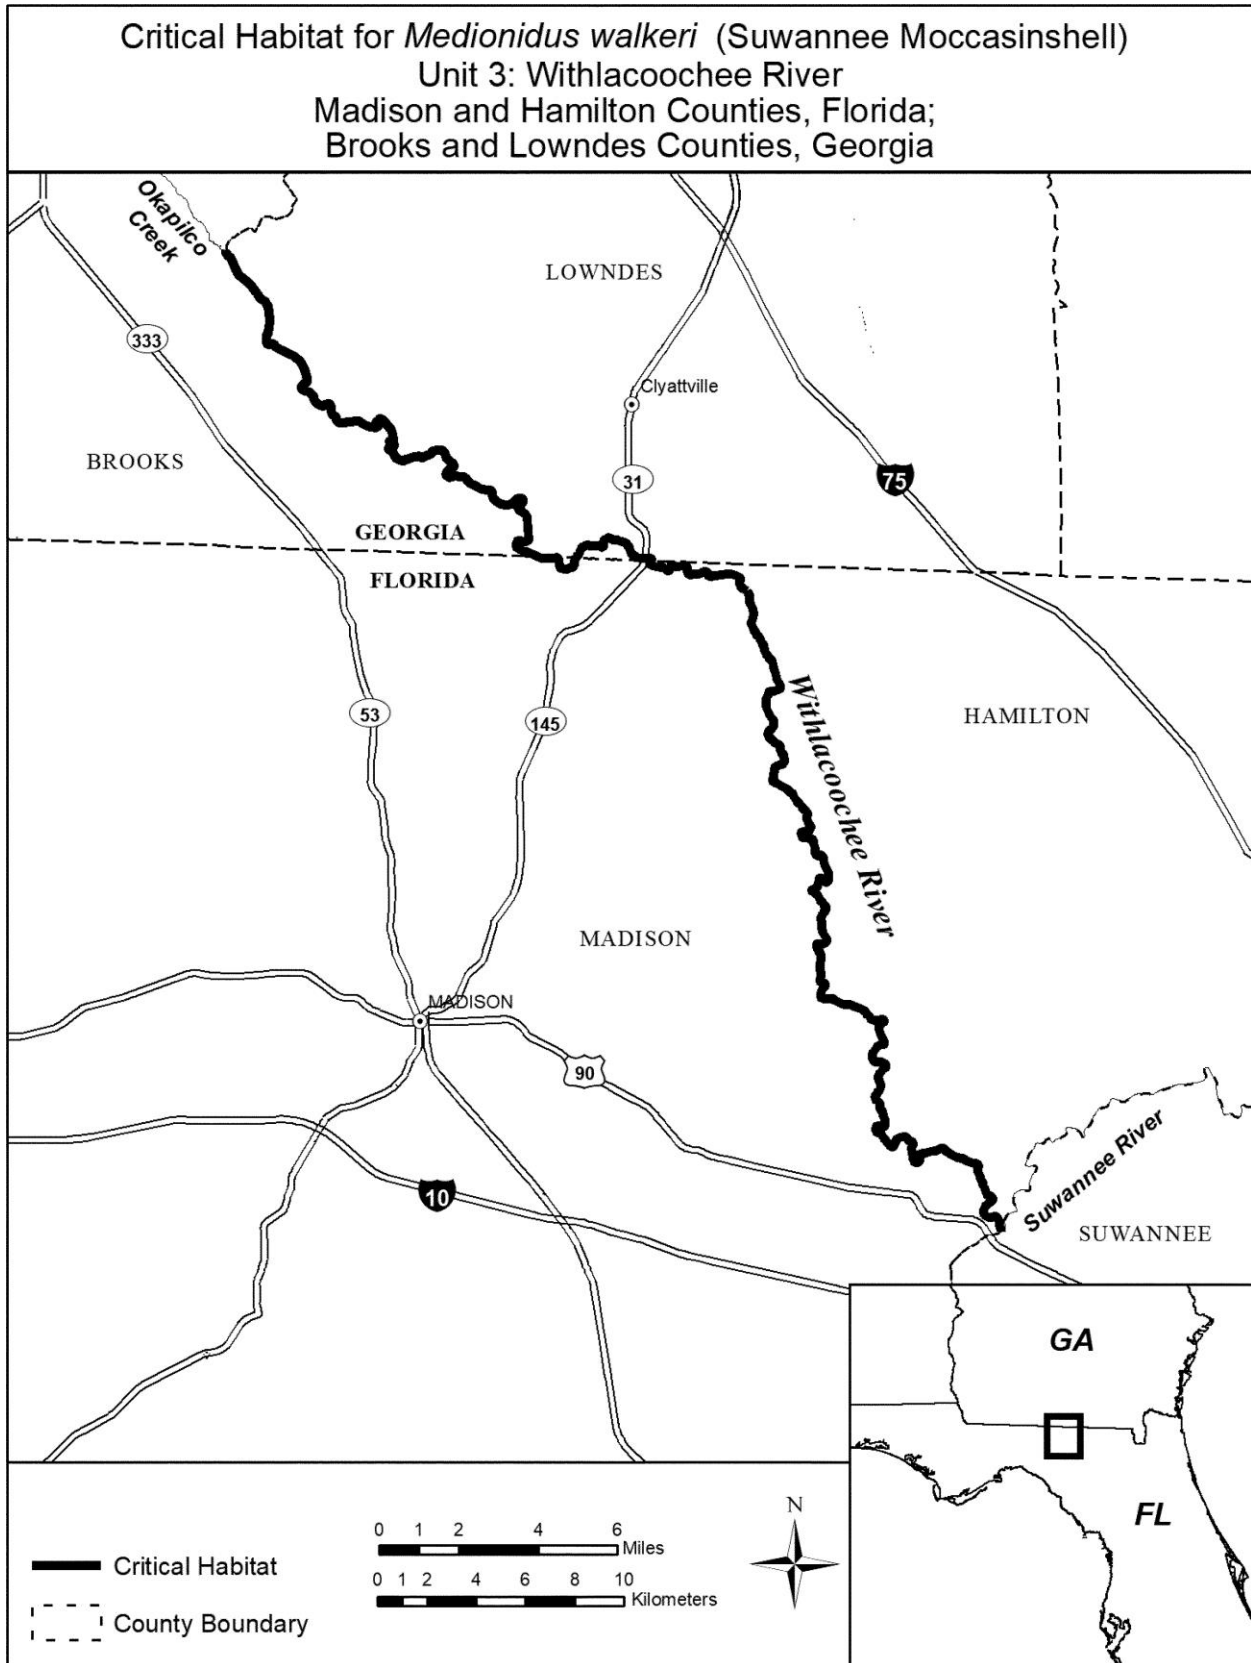 Critical Habitat for Medionidus walkeri (Suwannee Moccasinshell)
Unit 3: Withlacoochee River
Madison and Hamilton Counties, Florida;
Brooks and Lowndes Counties, Georgia
Okapilco
Creek
LOWNDES
333
Clyattville
BROOKS
31
75
GEORGIA
FLORIDA
53
145
Withlacoochee River
HAMILTON
MADISON
MADISON
90
Suwannee River
10
SUWANNEE
GA
FL
Critical Habitat
County Boundary
0 1 2 4 6
Miles
0 1 2 4 6 8 10
Kilometers
N